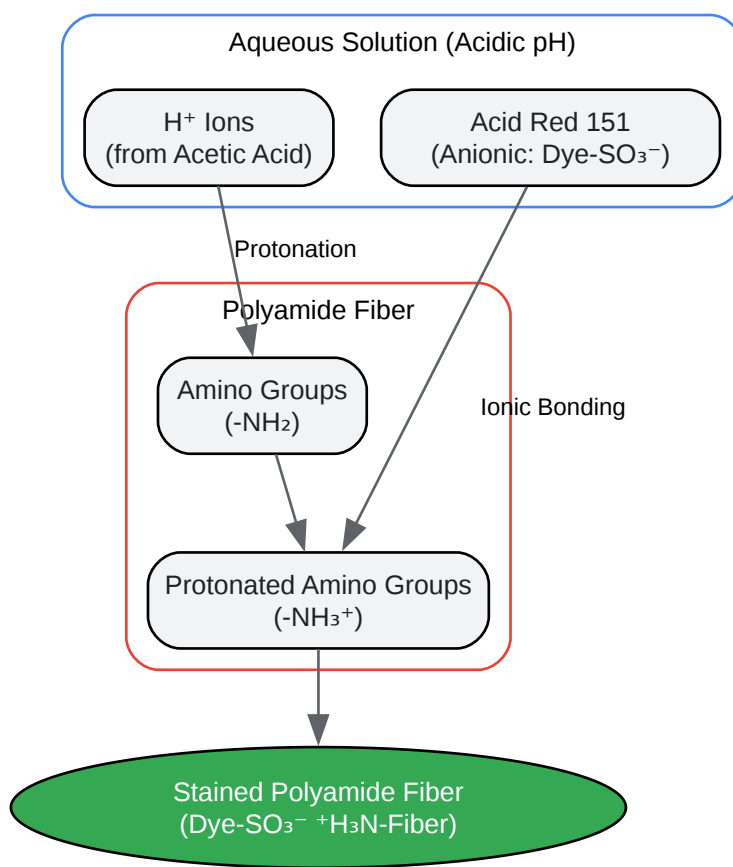 Aqueous Solution (Acidic pH)
H⁺ Ions
(from Acetic Acid)
Acid Red 151
(Anionic: Dye-SO₃⁻)
Protonation
Polyamide Fiber
Amino Groups
(-NH₂)
Ionic Bonding
Protonated Amino Groups
(-NH₃⁺)
Stained Polyamide Fiber
(Dye-SO₃⁻ ⁺H₃N-Fiber)